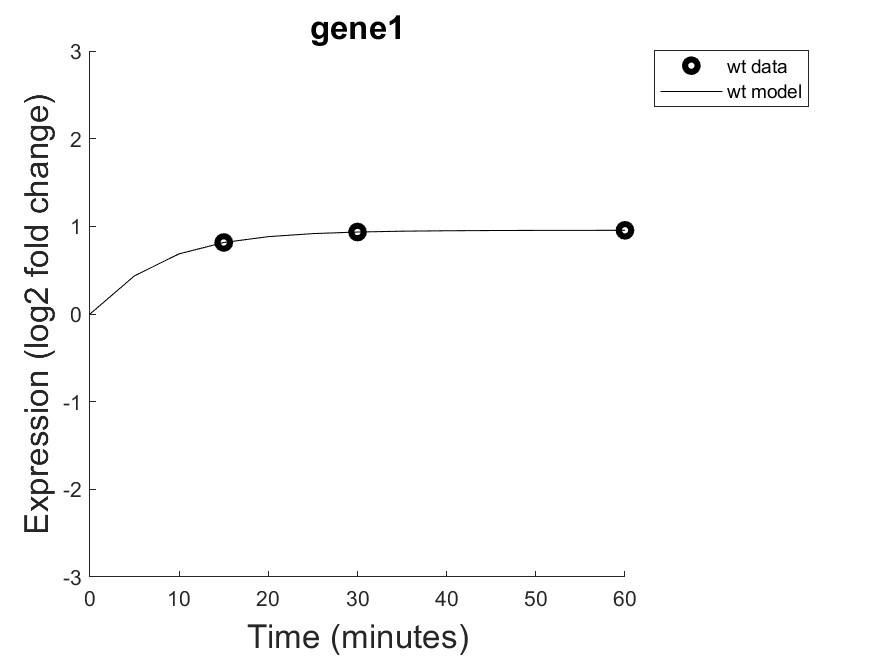 gene1
wt data
wt model
Expression (log2 fold change)
3
2
1
0
-1
-2
-3
0 10 20 30 40 50 60
Time (minutes)